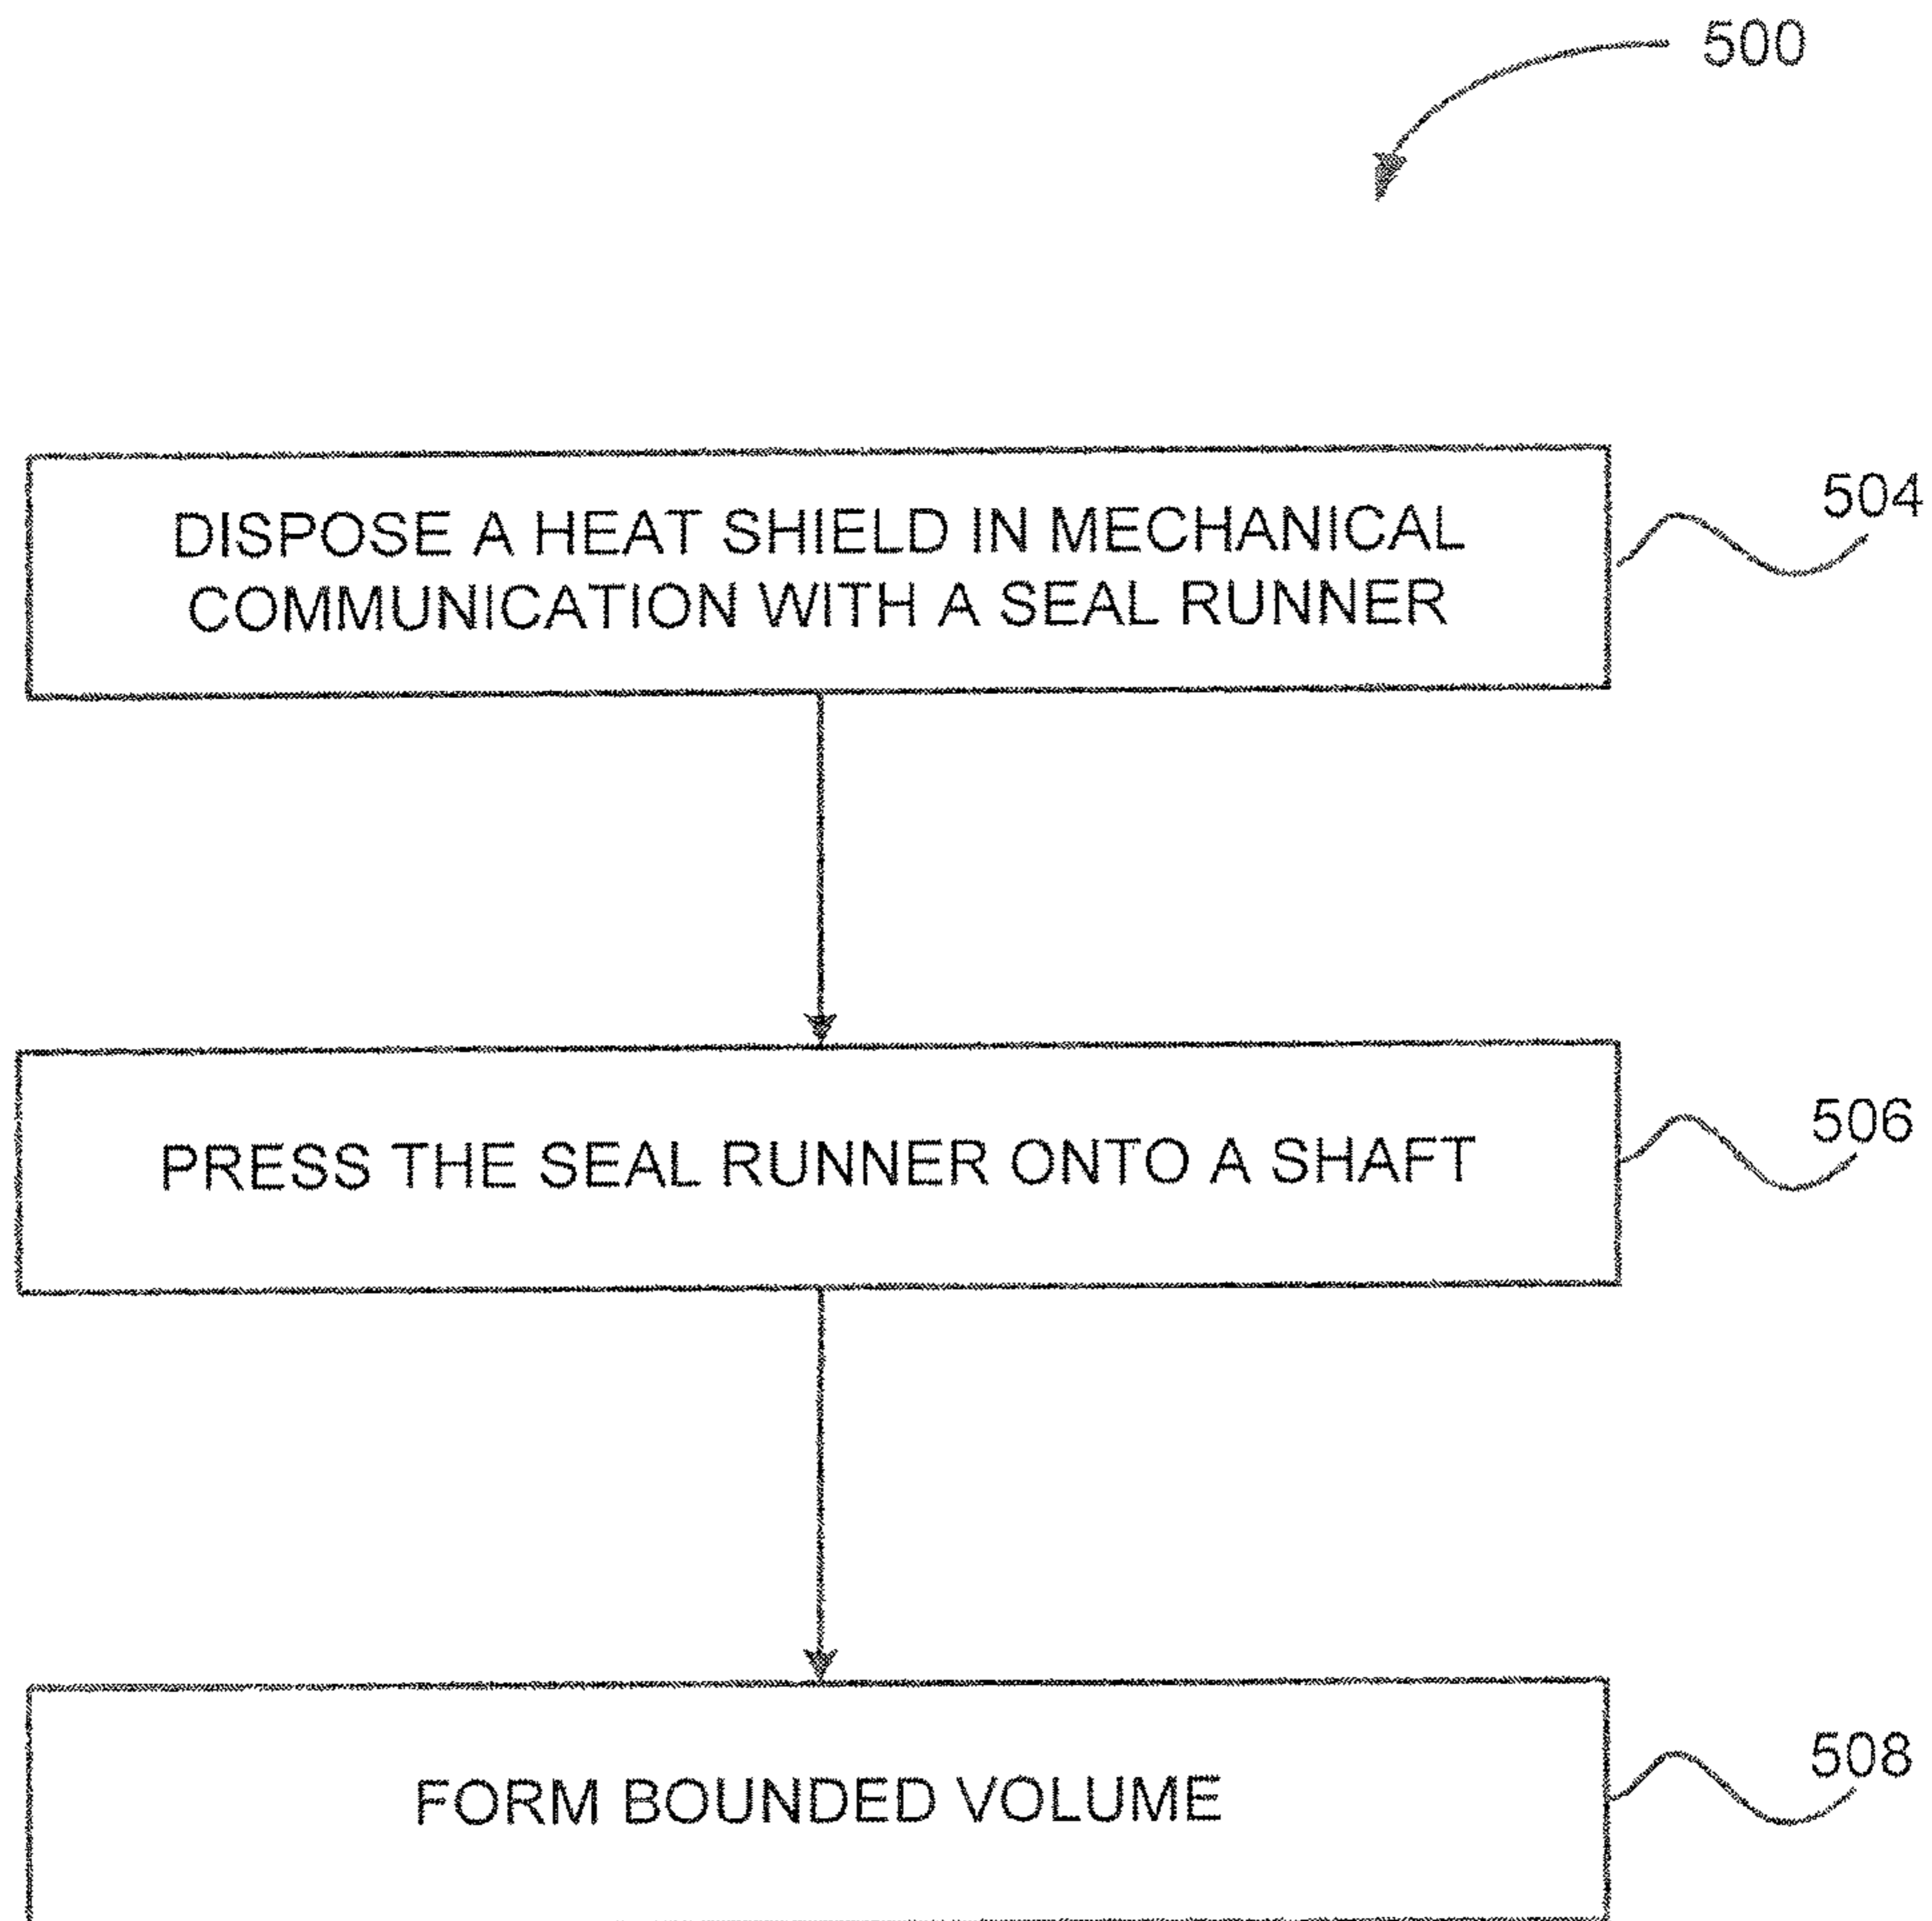 500
DISPOSE A HEAT SHIELD IN MECHANICAL
COMMUNICATION WITH A SEAL RUNNER
504
PRESS THE SEAL RUNNER ONTO A SHAFT
506
FORM BOUNDED VOLUME
508